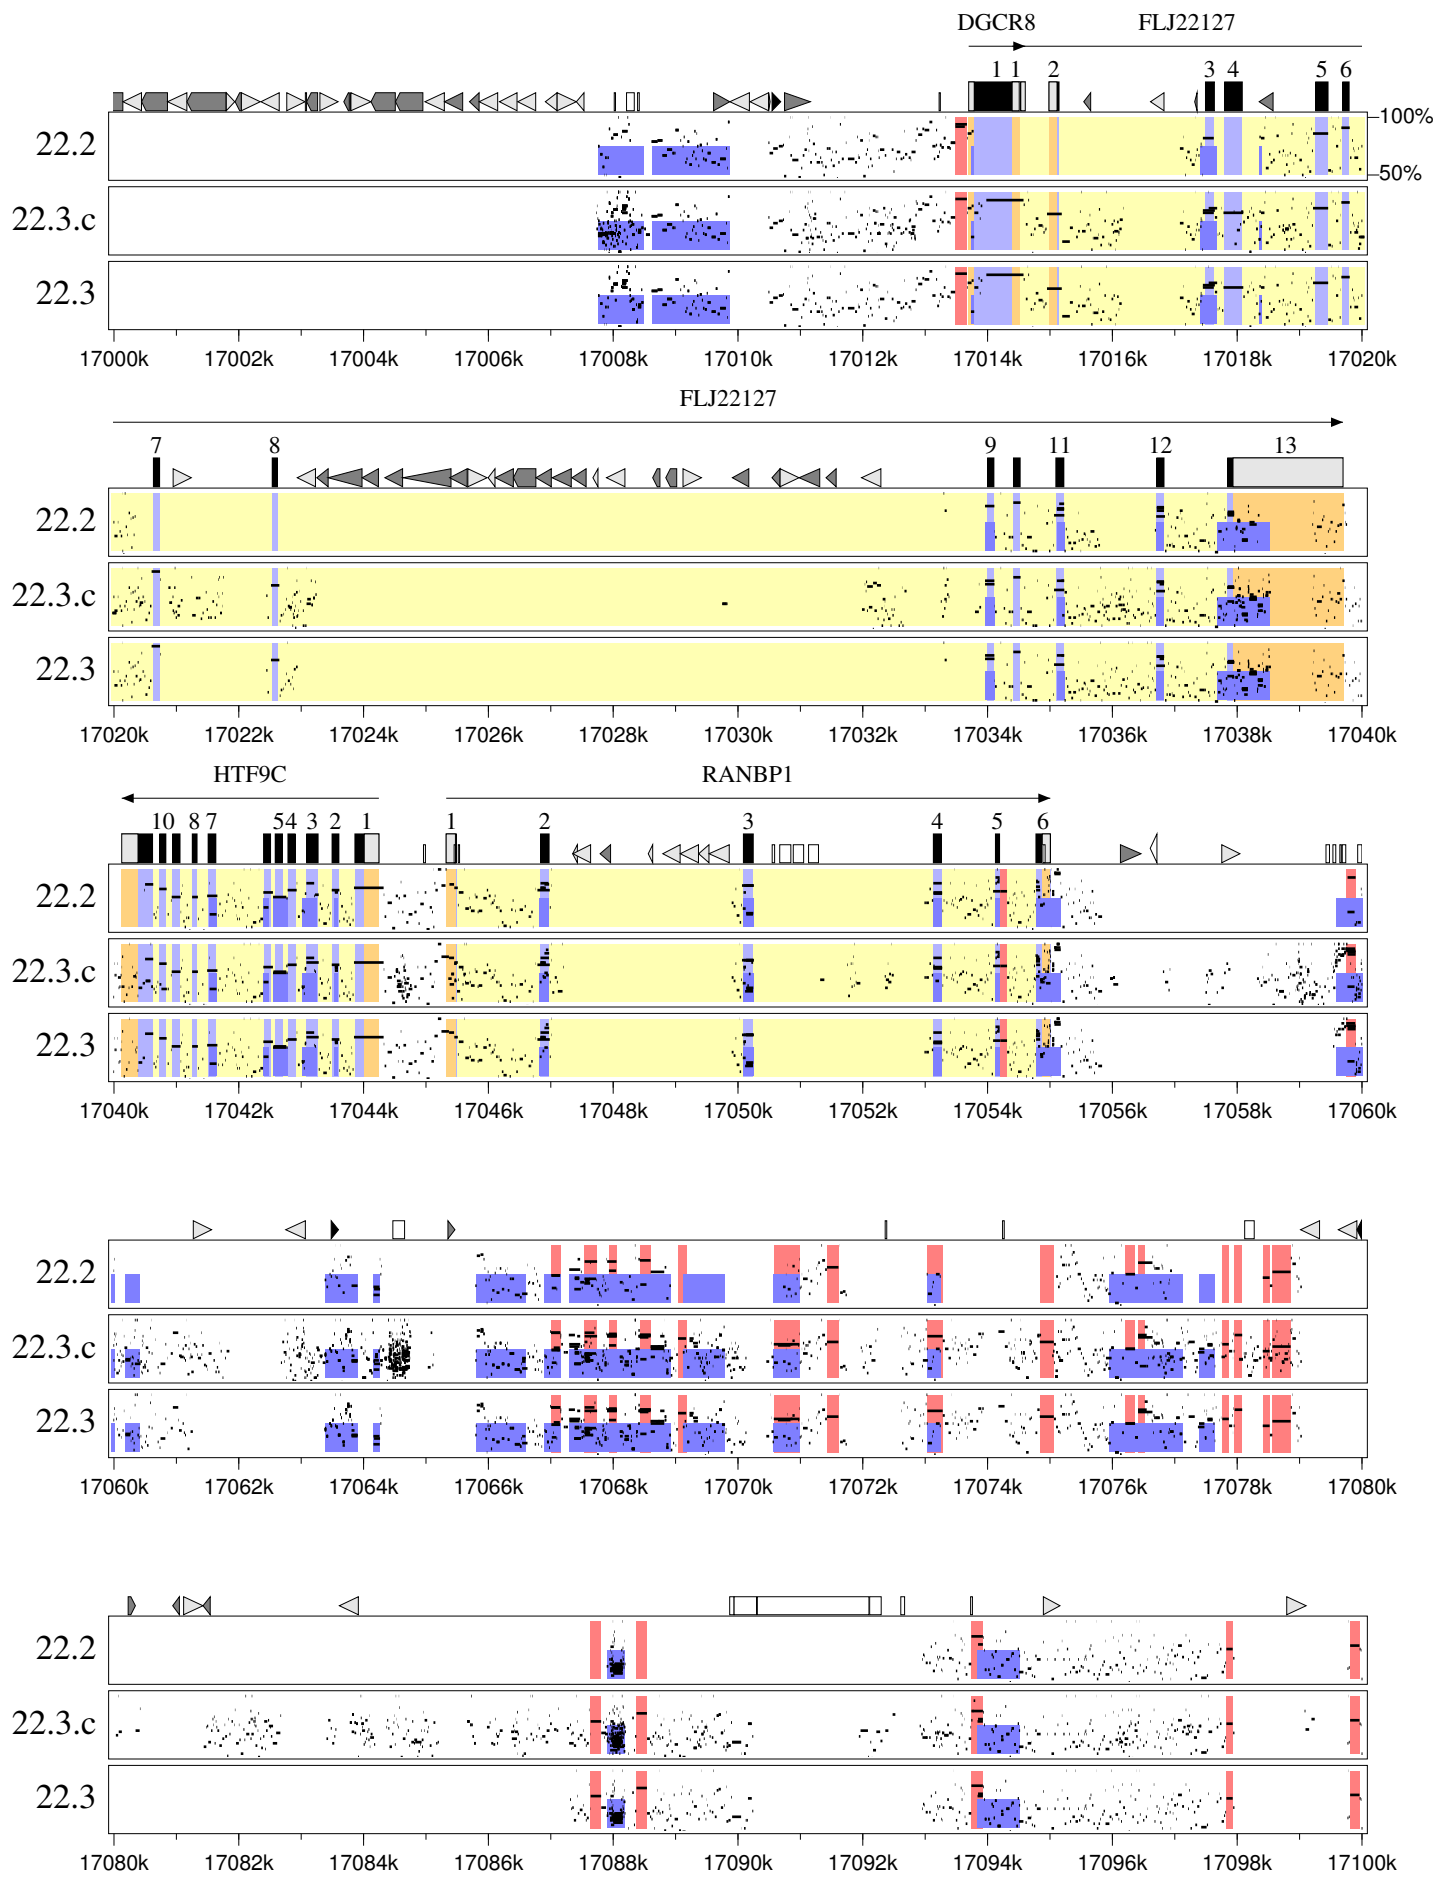 DGCR8 FLJ22127
1 1 2 3 4 5 6
22.2 100%
50%
22.3.c
22.3
17000k 17002k 17004k 17006k 17008k 17010k 17012k 17014k 17016k 17018k 17020k
FLJ22127
7 8 9 11 12 13
22.2
22.3.c
22.3
17020k 17022k 17024k 17026k 17028k 17030k 17032k 17034k 17036k 17038k 17040k
HTF9C RANBP1
10 8 7 5 4 3 2 1 1 2 3 4 5 6
22.2
22.3.c
22.3
17040k 17042k 17044k 17046k 17048k 17050k 17052k 17054k 17056k 17058k 17060k
22.2
22.3.c
22.3
17060k 17062k 17064k 17066k 17068k 17070k 17072k 17074k 17076k 17078k 17080k
22.2
22.3.c
22.3
17080k 17082k 17084k 17086k 17088k 17090k 17092k 17094k 17096k 17098k 17100k